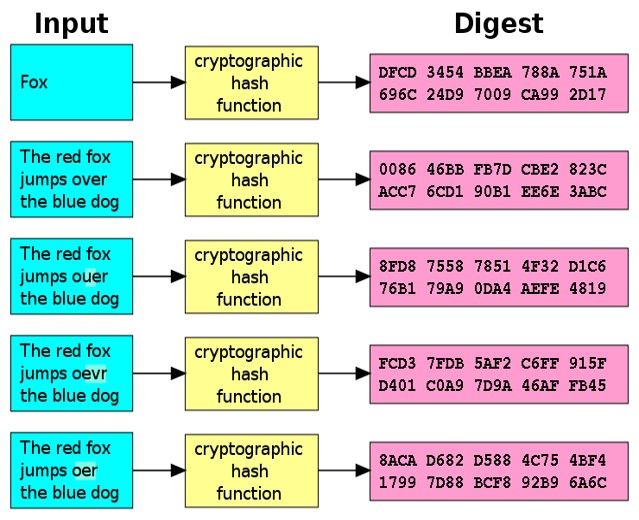 Input
Digest
Fox
cryptographic
hash
function
DFCD 3454 BBEA 788A 751A
696C 24D9 7009 CA99 2D17
The red fox
jumps over
the blue dog
cryptographic
hash
function
0086 46BB FB7D CBE2 823C
ACC7 6CD1 90B1 EE6E 3ABC
The red fox
jumps ouer
the blue dog
cryptographic
hash
function
8FD8 7558 7851 4F32 D1C6
76B1 79A9 0DA4 AEFE 4819
The red fox
jumps oevr
the blue dog
cryptographic
hash
function
FCD3 7FDB 5AF2 C6FF 915F
D401 C0A9 7D9A 46AF FB45
The red fox
jumps oer
the blue dog
cryptographic
hash
function
8ACA D682 D588 4C75 4BF4
1799 7D88 BCF8 92B9 6A6C